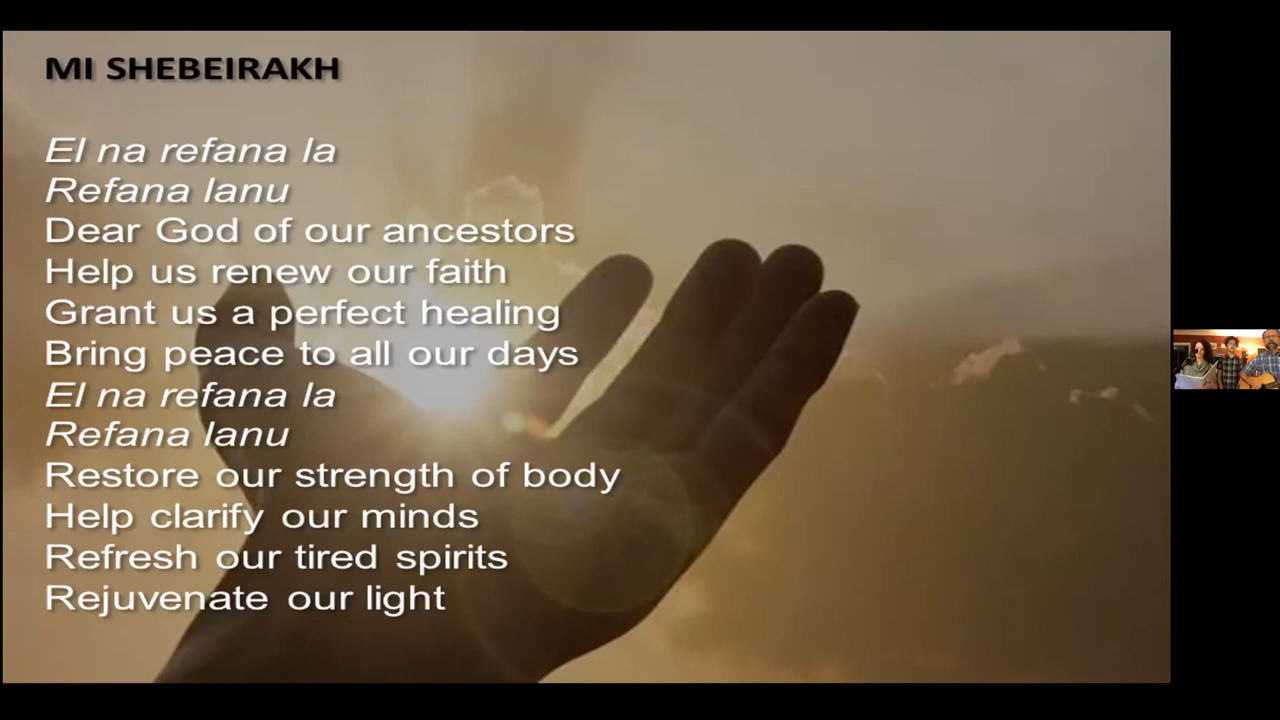 MI SHEBEIRAKH
El na refana la
Refana lanu
Dear God of our ancestors
Help us renew our faith
Grant us a perfect healing
Bring peace to all our days
El na refana la
Refana lanu
Restore our strength of body
Help clarify our minds
Refresh our tired spirits
Rejuvenate our light